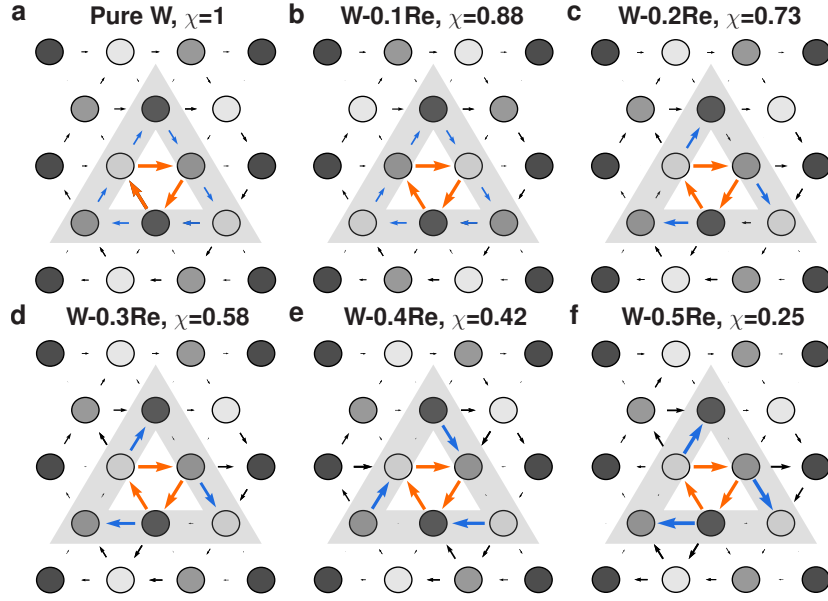 a Pure W, χ=1
b W-0.1Re, χ=0.88
c W-0.2Re, χ=0.73
d W-0.3Re, χ=0.58
e W-0.4Re, χ=0.42
f W-0.5Re, χ=0.25